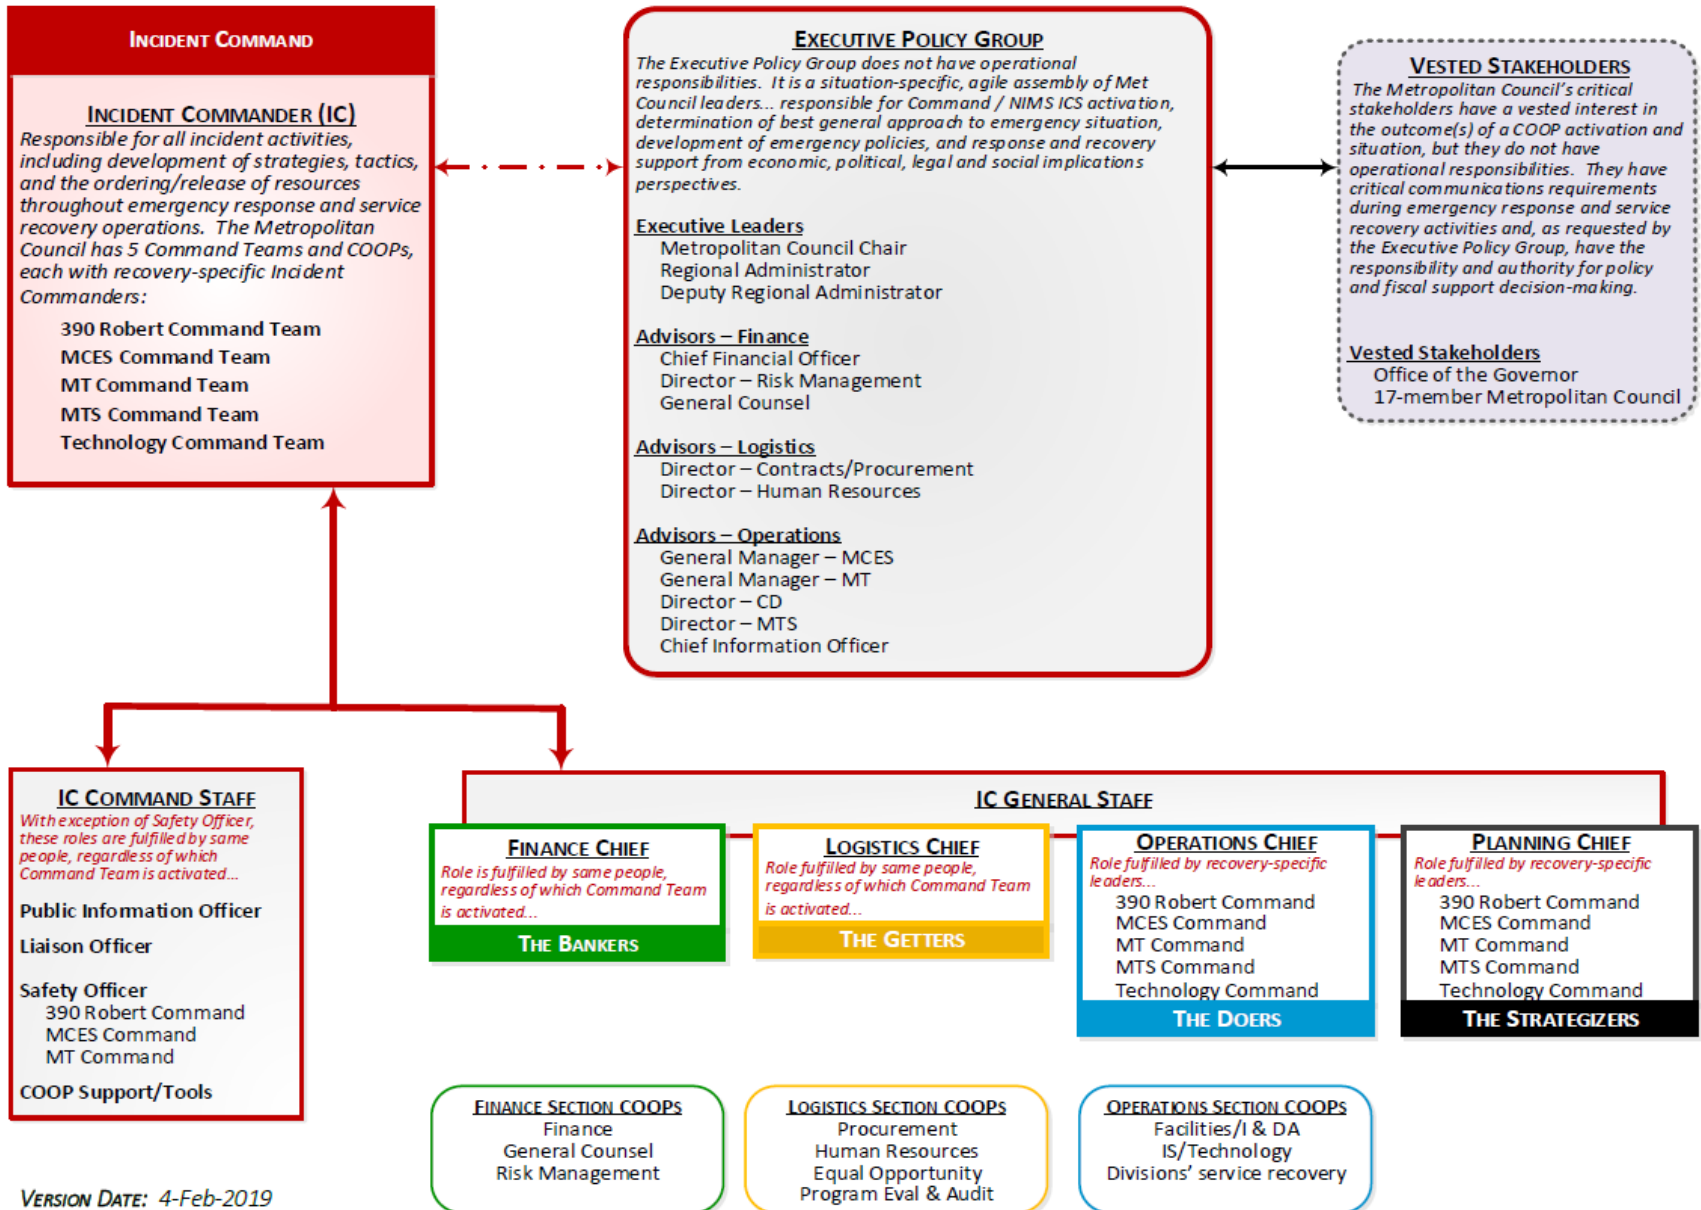 INCIDENT COMMAND
INCIDENT COMMANDER (IC)
Responsible for all incident activities,
including development of strategies, tactics,
and the ordering/release of resources
throughout emergency response and service
recovery operations.  The Metropolitan
Council has 5 Command Teams and COOPs,
each with recovery-specific Incident
Commanders:
390 Robert Command Team
MCES Command Team
MT Command Team
MTS Command Team
Technology Command Team
EXECUTIVE POLICY GROUP
The Executive Policy Group does not have operational
responsibilities.  It is a situation-specific, agile assembly of Met
Council leaders... responsible for Command / NIMS ICS activation,
determination of best general approach to emergency situation,
development of emergency policies, and response and recovery
support from economic, political, legal and social implications
perspectives.
Executive Leaders
Metropolitan Council Chair
Regional Administrator
Deputy Regional Administrator
Advisors – Finance
Chief Financial Officer
Director – Risk Management
General Counsel
Advisors – Logistics
Director – Contracts/Procurement
Director – Human Resources
Advisors – Operations
General Manager – MCES
General Manager – MT
Director – CD
Director – MTS
Chief Information Officer
VESTED STAKEHOLDERS
The Metropolitan Council's critical
stakeholders have a vested interest in
the outcome(s) of a COOP activation and
situation, but they do not have
operational responsibilities.  They have
critical communications requirements
during emergency response and service
recovery activities and, as requested by
the Executive Policy Group, have the
responsibility and authority for policy
and fiscal support decision-making.
Vested Stakeholders
Office of the Governor
17-member Metropolitan Council
IC COMMAND STAFF
With exception of Safety Officer,
these roles are fulfilled by same
people, regardless of which
Command Team is activated...
Public Information Officer
Liaison Officer
Safety Officer
390 Robert Command
MCES Command
MT Command
COOP Support/Tools
IC GENERAL STAFF
FINANCE CHIEF
Role is fulfilled by same people,
regardless of which Command Team
is activated...
THE BANKERS
LOGISTICS CHIEF
Role fulfilled by same people,
regardless of which Command Team
is activated...
THE GETTERS
OPERATIONS CHIEF
Role fulfilled by recovery-specific
leaders...
390 Robert Command
MCES Command
MT Command
MTS Command
Technology Command
THE DOERS
PLANNING CHIEF
Role fulfilled by recovery-specific
leaders...
390 Robert Command
MCES Command
MT Command
MTS Command
Technology Command
THE STRATEGIZERS
FINANCE SECTION COOPS
Finance
General Counsel
Risk Management
LOGISTICS SECTION COOPS
Procurement
Human Resources
Equal Opportunity
Program Eval & Audit
OPERATIONS SECTION COOPS
Facilities/I & DA
IS/Technology
Divisions' service recovery
VERSION DATE: 4-Feb-2019